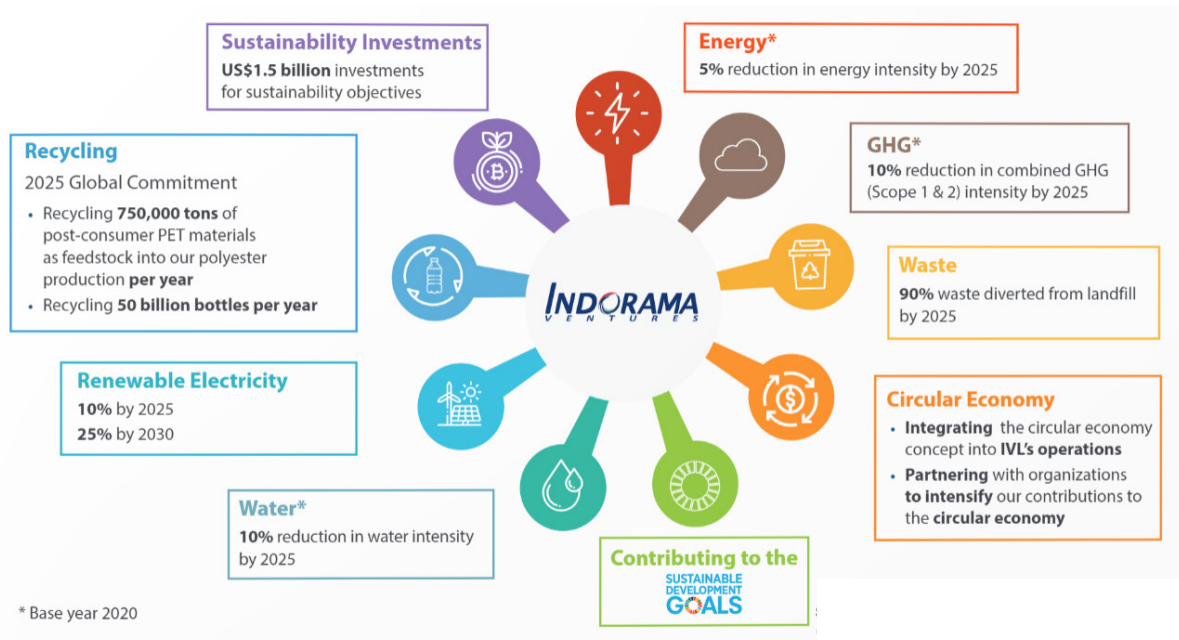 Sustainability Investments
US$1.5 billion investments
for sustainability objectives
Energy*
5% reduction in energy intensity by 2025
GHG*
10% reduction in combined GHG
(Scope 1 & 2) intensity by 2025
Recycling
2025 Global Commitment
• Recycling 750,000 tons of
post-consumer PET materials
as feedstock into our polyester
production per year
• Recycling 50 billion bottles per year
Waste
90% waste diverted from landfill
by 2025
INDORAMA
VENTURES
Renewable Electricity
10% by 2025
25% by 2030
Circular Economy
• Integrating the circular economy
concept into IVL's operations
• Partnering with organizations
to intensify our contributions to
the circular economy
Water*
10% reduction in water intensity
by 2025
Contributing to the
SUSTAINABLE
DEVELOPMENT
GOALS
* Base year 2020